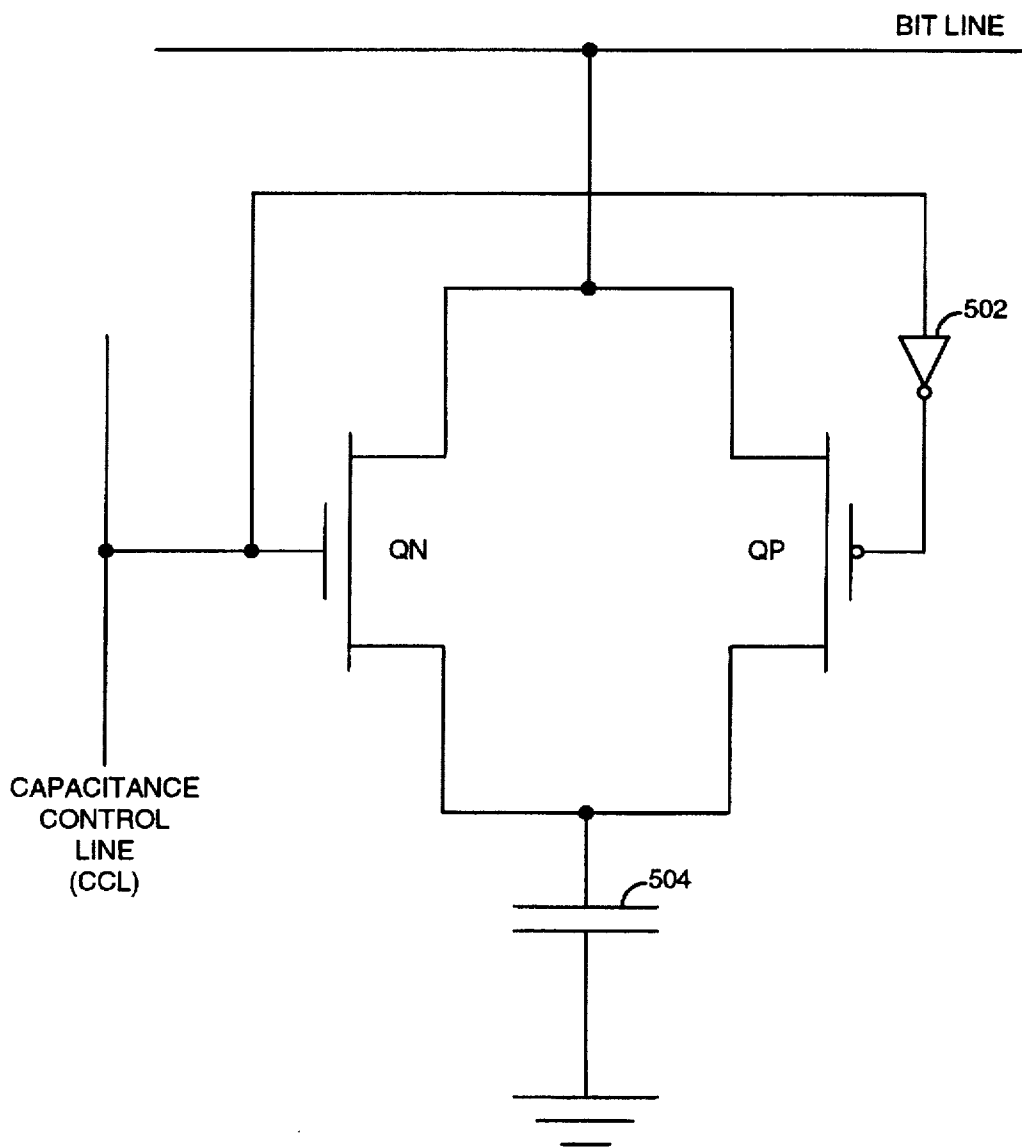 BIT LINE
502
QN
QP
CAPACITANCE
CONTROL
LINE
(CCL)
504